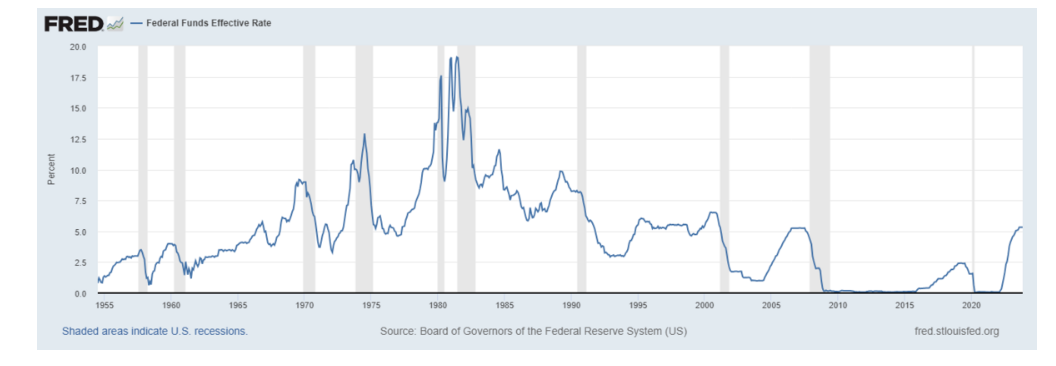 FRED — Federal Funds Effective Rate
20.0
17.5
15.0
12.5
10.0
7.5
5.0
2.5
0.0
Percent
1955 1960 1965 1970 1975 1980 1985 1990 1995 2000 2005 2010 2015 2020
Shaded areas indicate U.S. recessions. Source: Board of Governors of the Federal Reserve System (US) fred.stlouisfed.org